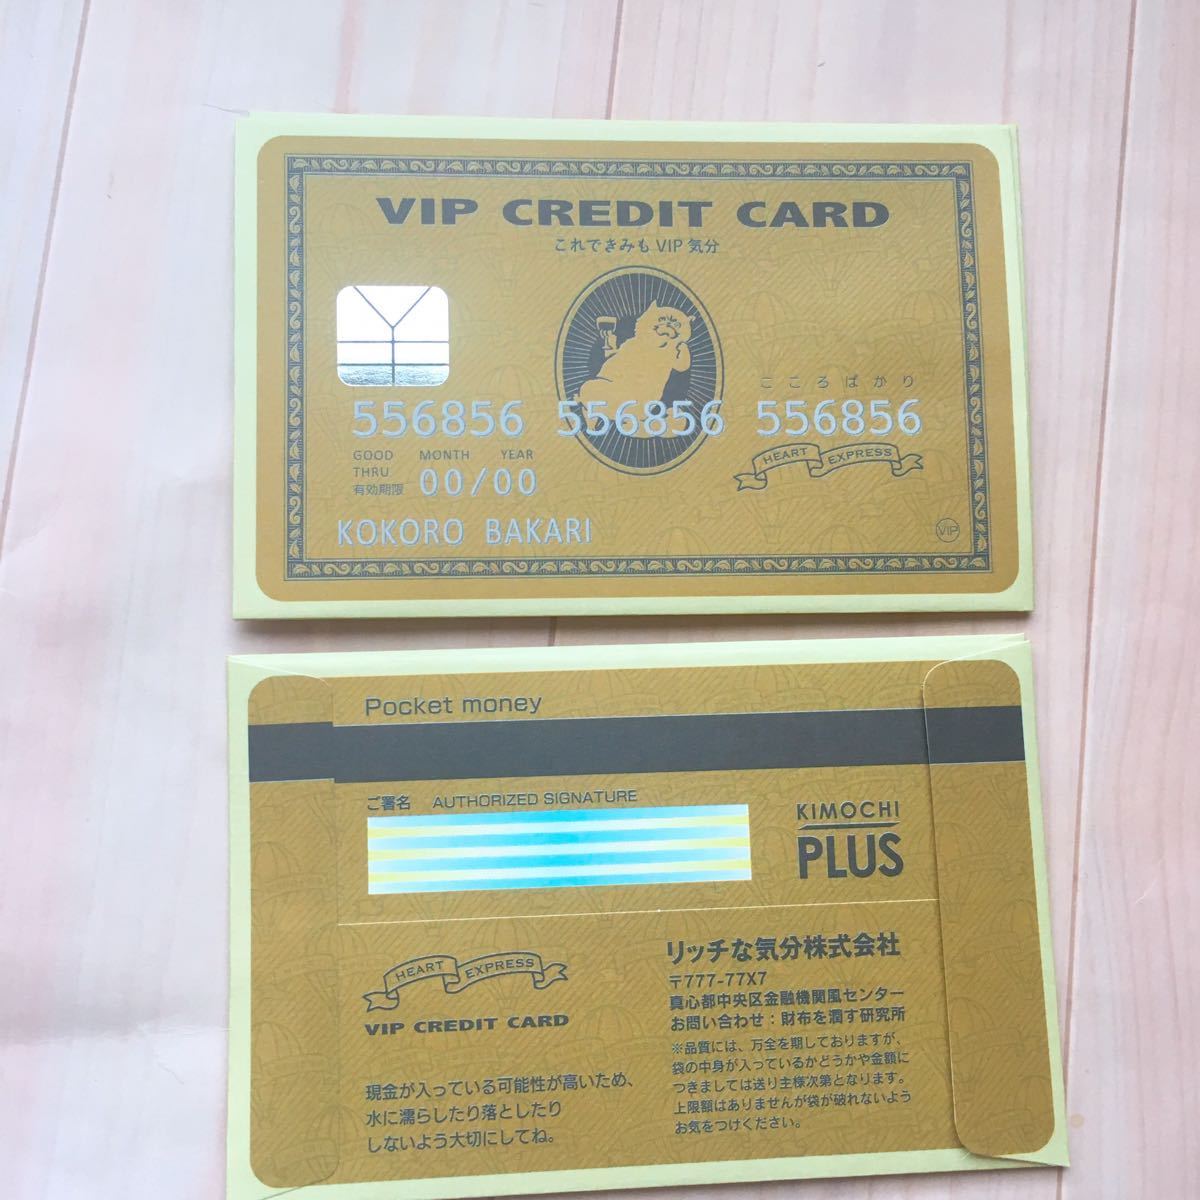 VIP CREDIT CARD
これできみも VIP 気分
こころばかり
556856 556856 556856
HEART EXPRESS
GOOD THRU MONTH YEAR
有効期限 00/00
KOKORO BAKARI
VIP
Pocket money
ご署名 AUTHORIZED SIGNATURE
KIMOCHI
PLUS
HEART EXPRESS
VIP CREDIT CARD
現金が入っている可能性が高いため、
水に濡らしたり落としたり
しないよう大切にしてね。
リッチな気分株式会社
〒777-77X7
真心都中央区金融機関風センター
お問い合わせ：財布を潤す研究所
※品質には、万全を期しておりますが、
袋の中身が入っているかどうかや金額に
つきましては送り主様次第となります。
上限額はありませんが袋が破れないよう
お気をつけください。